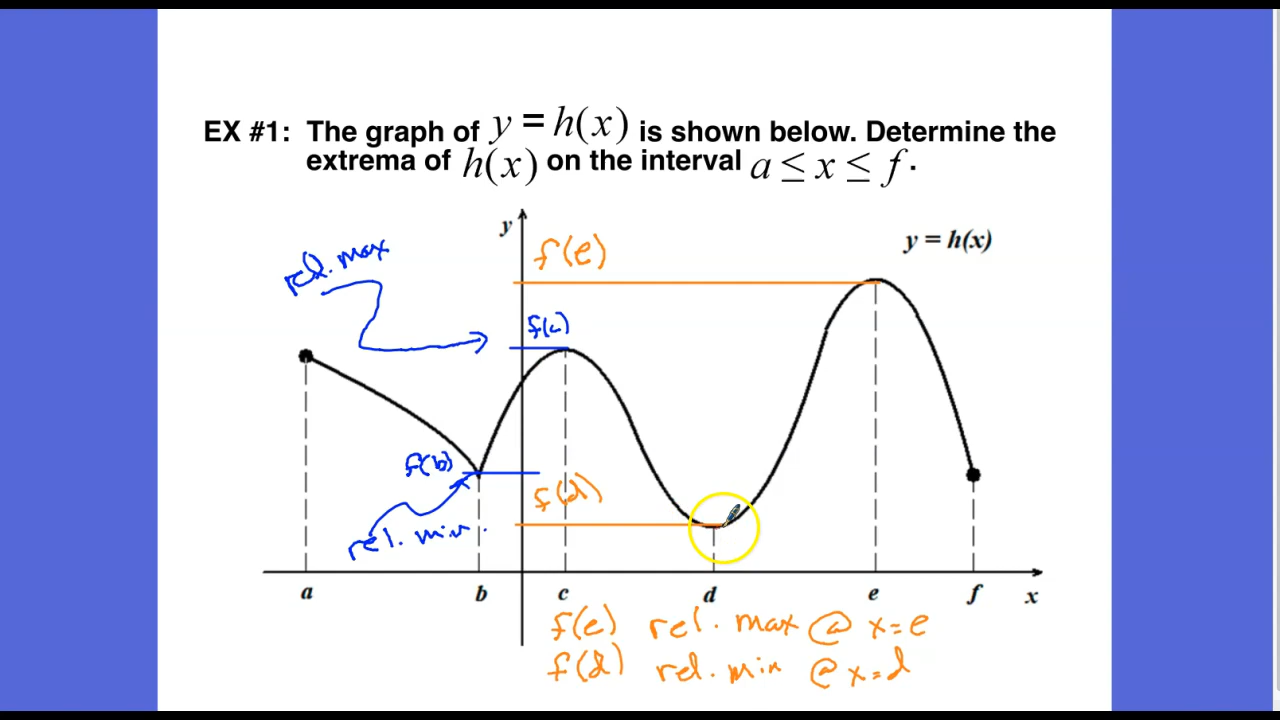 EX #1: The graph of y = h(x) is shown below. Determine the
extrema of h(x) on the interval a ≤ x ≤ f.
y
y = h(x)
f(e)
rel. max
f(c)
f(b)
f(d)
rel. min.
a b c d e f x
f(e) rel. max @ x=e
f(d) rel. min @ x=d